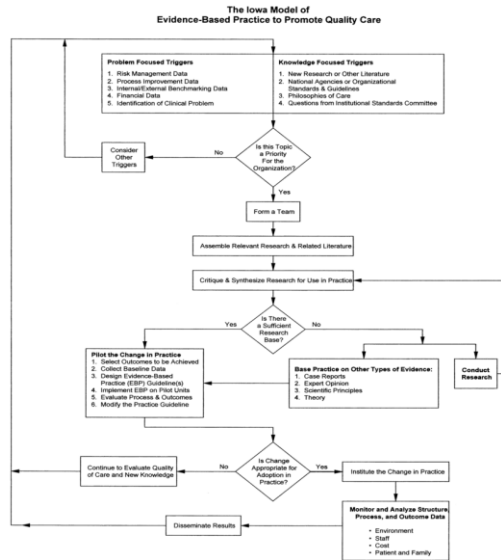 The Iowa Model of
Evidence-Based Practice to Promote Quality Care
Problem Focused Triggers
1. Risk Management Data
2. Process Improvement Data
3. Internal/External Benchmarking Data
4. Financial Data
5. Identification of Clinical Problem
Knowledge Focused Triggers
1. New Research or Other Literature
2. National Agencies or Organizational
Standards & Guidelines
3. Philosophies of Care
4. Questions from Institutional Standards Committee
Consider
Other
Triggers
No
Is this Topic
a Priority
For the
Organization?
Yes
Form a Team
Assemble Relevant Research & Related Literature
Critique & Synthesize Research for Use in Practice
Yes
Is There
a Sufficient
Research
Base?
No
Pilot the Change in Practice
1. Select Outcomes to be Achieved
2. Collect Baseline Data
3. Design Evidence-Based
Practice (EBP) Guideline(s)
4. Implement EBP on Pilot Units
5. Evaluate Process & Outcomes
6. Modify the Practice Guideline
Base Practice on Other Types of Evidence:
1. Case Reports
2. Expert Opinion
3. Scientific Principles
4. Theory
Conduct
Research
Continue to Evaluate Quality
of Care and New Knowledge
No
Is Change
Appropriate for
Adoption in
Practice?
Yes
Institute the Change in Practice
Disseminate Results
Monitor and Analyze Structure,
Process, and Outcome Data
• Environment
• Staff
• Cost
• Patient and Family